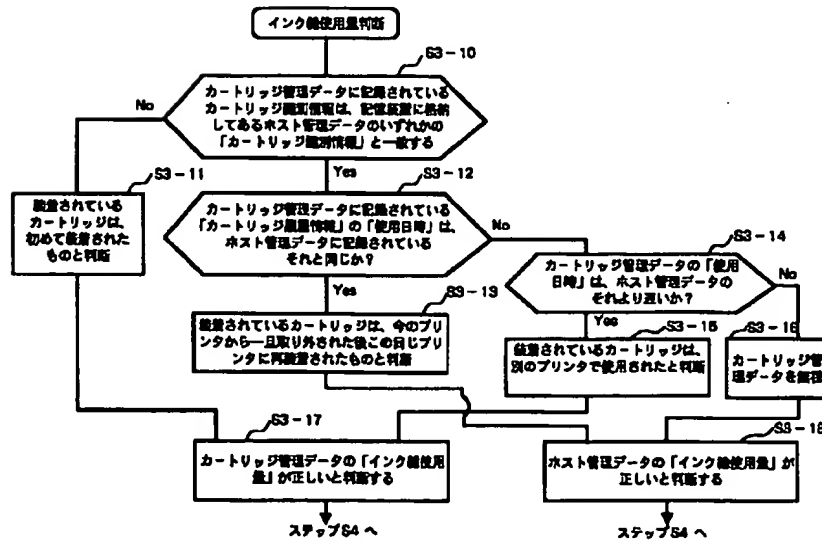 インク総使用量判断
S3-10
カートリッジ管理データに記録されている
カートリッジ識別情報は、記憶装置に格納
してあるホスト管理データのいずれかの
「カートリッジ識別情報」と一致する
No
Yes
S3-11
装着されている
カートリッジは、
初めて装着された
ものと判断
S3-12
カートリッジ管理データに記録されている
「カートリッジ履歴情報」の「使用日時」は、
ホスト管理データに記録されている
それと同じか?
No
Yes
S3-14
カートリッジ管理データの「使用
日時」は、ホスト管理データの
それより遅いか?
No
Yes
S3-13
装着されているカートリッジは、今のプリン
タから一旦取り外された後この同じプリ
ンタに再装着されたものと判断
S3-15
装着されているカートリッジは、
別のプリンタで使用されたと判断
S3-16
カートリッジ管
理データを無視
S3-17
カートリッジ管理データの「インク総使用
量」が正しいと判断する
S3-18
ホスト管理データの「インク総使用量」が
正しいと判断する
ステップS4 へ
ステップS4 へ